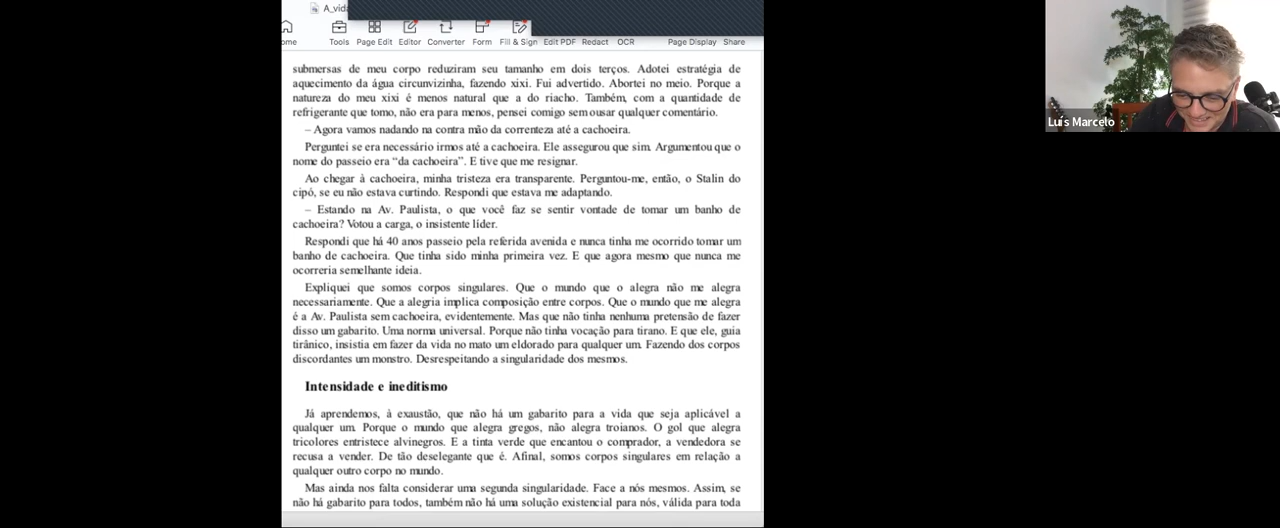 A_vida
ome Tools Page Edit Editor Converter Form Fill & Sign Edit PDF Redact OCR Page Display Share
submersas de meu corpo reduziram seu tamanho em dois terços. Adotei estratégia de
aquecimento da água circunvizinha, fazendo xixi. Fui advertido. Abortei no meio. Porque a
natureza do meu xixi é menos natural que a do riacho. Também, com a quantidade de
refrigerante que tomo, não era para menos, pensei comigo sem ousar qualquer comentário.
– Agora vamos nadando na contra mão da correnteza até a cachoeira.
Perguntei se era necessário irmos até a cachoeira. Ele assegurou que sim. Argumentou que o
nome do passeio era “da cachoeira”. E tive que me resignar.
Ao chegar à cachoeira, minha tristeza era transparente. Perguntou-me, então, o Stalin do
cipó, se eu não estava curtindo. Respondi que estava me adaptando.
– Estando na Av. Paulista, o que você faz se sentir vontade de tomar um banho de
cachoeira? Votou a carga, o insistente líder.
Respondi que há 40 anos passeio pela referida avenida e nunca tinha me ocorrido tomar um
banho de cachoeira. Que tinha sido minha primeira vez. E que agora mesmo que nunca me
ocorreria semelhante ideia.
Expliquei que somos corpos singulares. Que o mundo que o alegra não me alegra
necessariamente. Que a alegria implica composição entre corpos. Que o mundo que me alegra
é a Av. Paulista sem cachoeira, evidentemente. Mas que não tinha nenhuma pretensão de fazer
disso um gabarito. Uma norma universal. Porque não tinha vocação para tirano. E que ele, guia
tirânico, insistia em fazer da vida no mato um eldorado para qualquer um. Fazendo dos corpos
discordantes um monstro. Desrespeitando a singularidade dos mesmos.
Intensidade e ineditismo
Já aprendemos, à exaustão, que não há um gabarito para a vida que seja aplicável a
qualquer um. Porque o mundo que alegra gregos, não alegra troianos. O gol que alegra
tricolores entristece alvinegros. E a tinta verde que encantou o comprador, a vendedora se
recusa a vender. De tão deselegante que é. Afinal, somos corpos singulares em relação a
qualquer outro corpo no mundo.
Mas ainda nos falta considerar uma segunda singularidade. Face a nós mesmos. Assim, se
não há gabarito para todos, também não há uma solução existencial para nós, válida para toda
Luís Marcelo